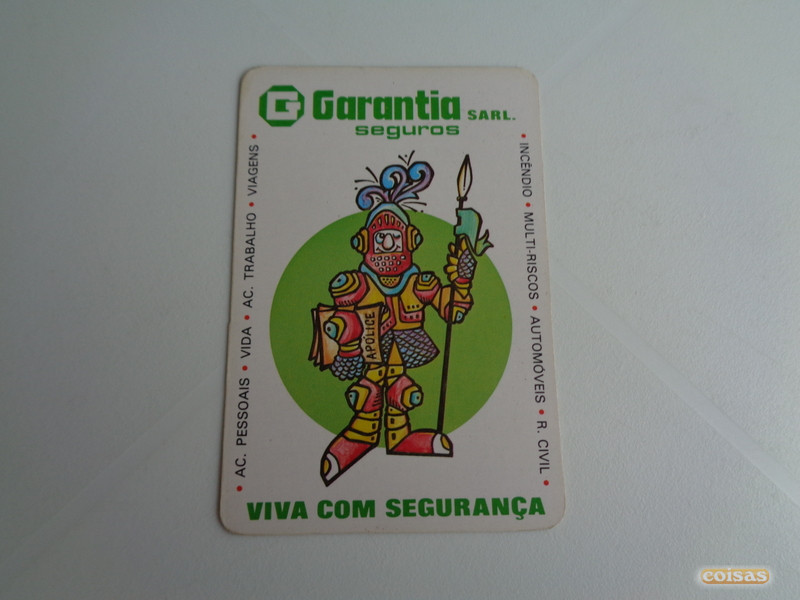 G Garantia SARL.
seguros
• AC. PESSOAIS • VIDA • AC. TRABALHO • VIAGENS •
• INCÊNDIO • MULTI-RISCOS • AUTOMÓVEIS • R. CIVIL •
APÓLICE
VIVA COM SEGURANÇA
coisas